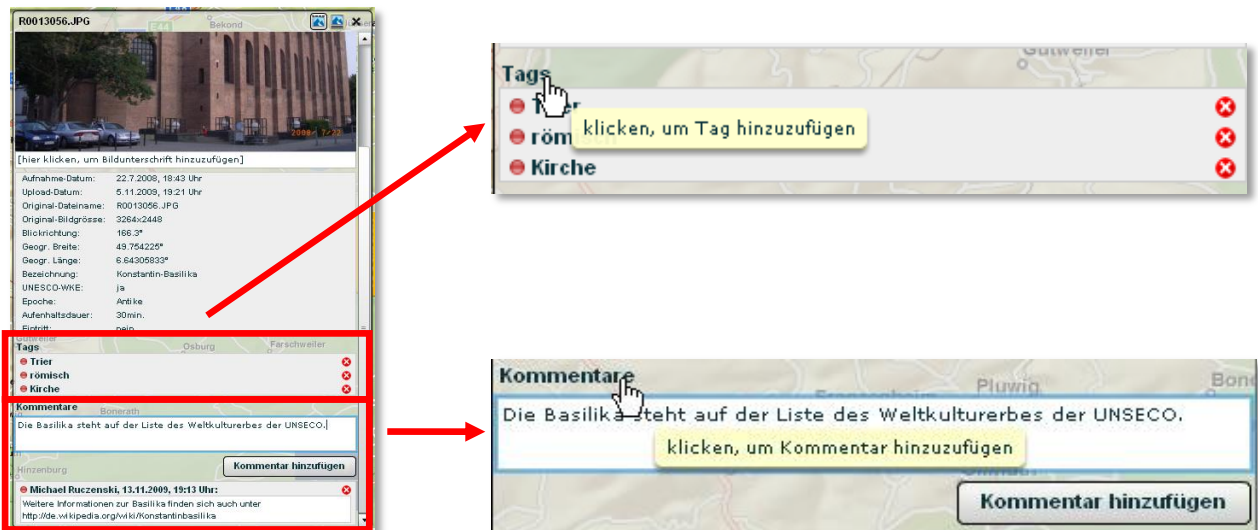 R0013056.JPG
Bekond
2008/ 7/22
[hier klicken, um Bildunterschrift hinzuzufügen]
Aufnahme-Datum: 22.7.2008, 18:43 Uhr
Upload-Datum: 5.11.2009, 19:21 Uhr
Original-Dateiname: R0013056.JPG
Original-Bildgrösse: 3264x2448
Blickrichtung: 166.3°
Geogr. Breite: 49.754225°
Geogr. Länge: 6.64305833°
Bezeichnung: Konstantin-Basilika
UNESCO-WKE: ja
Epoche: Antike
Aufenthaltsdauer: 30min.
Eintritt: nein
Gutweiler
Osburg
Farschweiler
Tags
Trier
römisch
Kirche
Kommentare
Bonerath
Die Basilika steht auf der Liste des Weltkulturerbes der UNSECO.
Hinzenburg
Kommentar hinzufügen
Michael Ruczenski, 13.11.2009, 19:13 Uhr:
Weitere Informationen zur Basilika finden sich auch unter
http://de.wikipedia.org/wiki/Konstantinbasilika
Gutweiler
Tags
klicken, um Tag hinzuzufügen
Kirche
Kommentare
Pluwig
Die Basilika steht auf der Liste des Weltkulturerbes der UNSECO.
klicken, um Kommentar hinzuzufügen
Kommentar hinzufügen